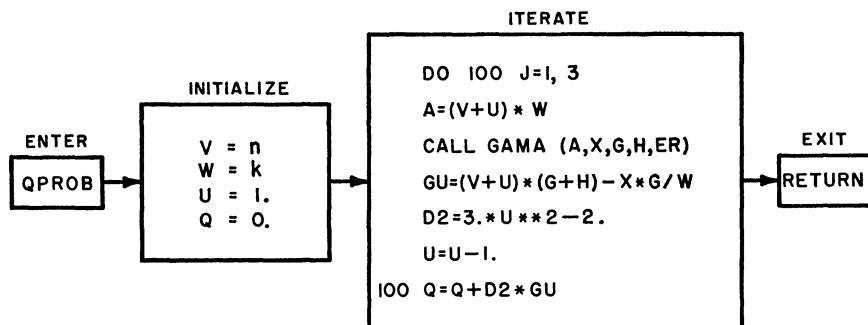 ENTER
QPROB
INITIALIZE
V = n
W = k
U = 1.
Q = 0.
ITERATE
DO 100 J=1, 3
A=(V+U) * W
CALL GAMA (A,X,G,H,ER)
GU=(V+U)*(G+H)-X*G/W
D2=3.*U**2-2.
U=U-1.
100 Q=Q+D2*GU
EXIT
RETURN